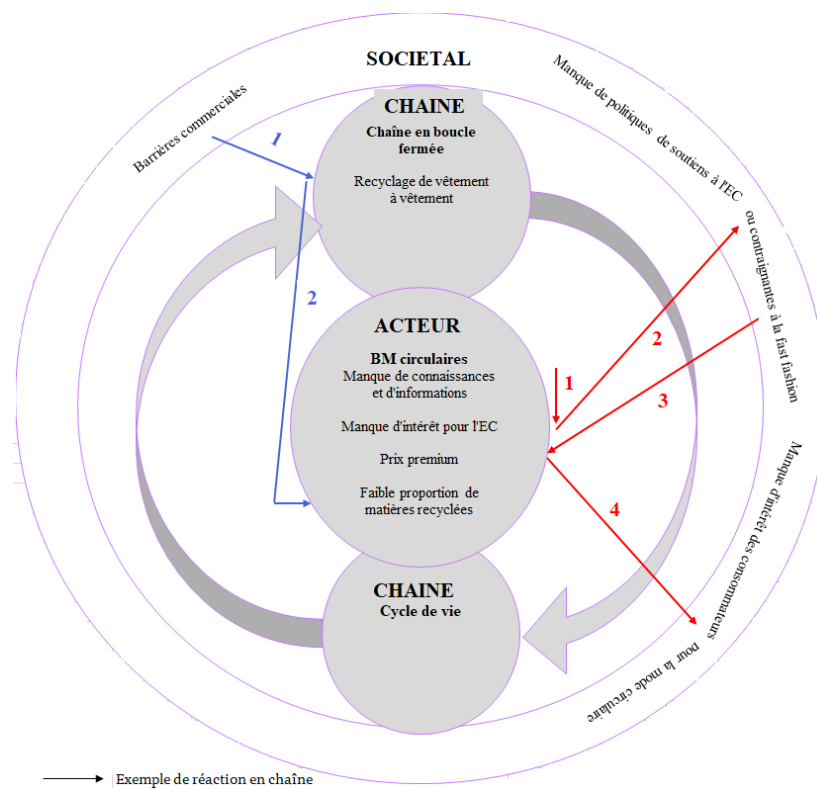 SOCIETAL
Barrières commerciales
Manque de politiques de soutiens à l'EC
ou contraignantes à la fast fashion
CHAINE
Chaîne en boucle
fermée
Recyclage de vêtement
à vêtement
1
2
ACTEUR
BM circulaires
Manque de connaissances
et d'informations
Manque d'intérêt pour l'EC
Prix premium
Faible proportion de
matières recyclées
1
2
3
4
Manque d'intérêt des consommateurs
pour la mode circulaire
CHAINE
Cycle de vie
Exemple de réaction en chaîne